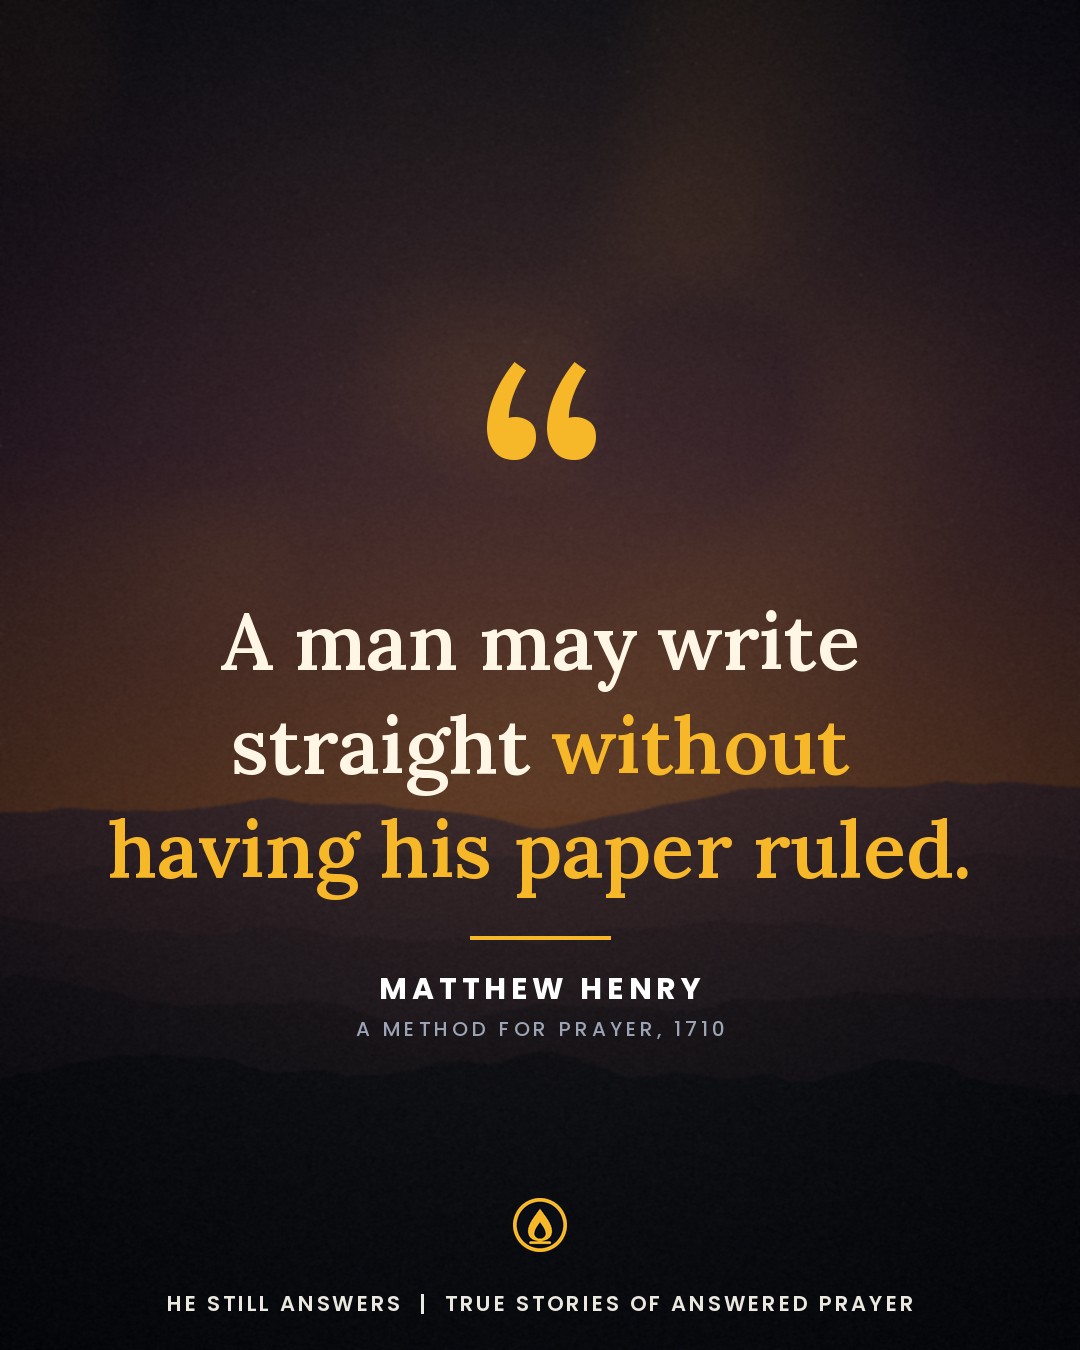 “
A man may write
straight without
having his paper ruled.
MATTHEW HENRY
A METHOD FOR PRAYER, 1710
HE STILL ANSWERS | TRUE STORIES OF ANSWERED PRAYER